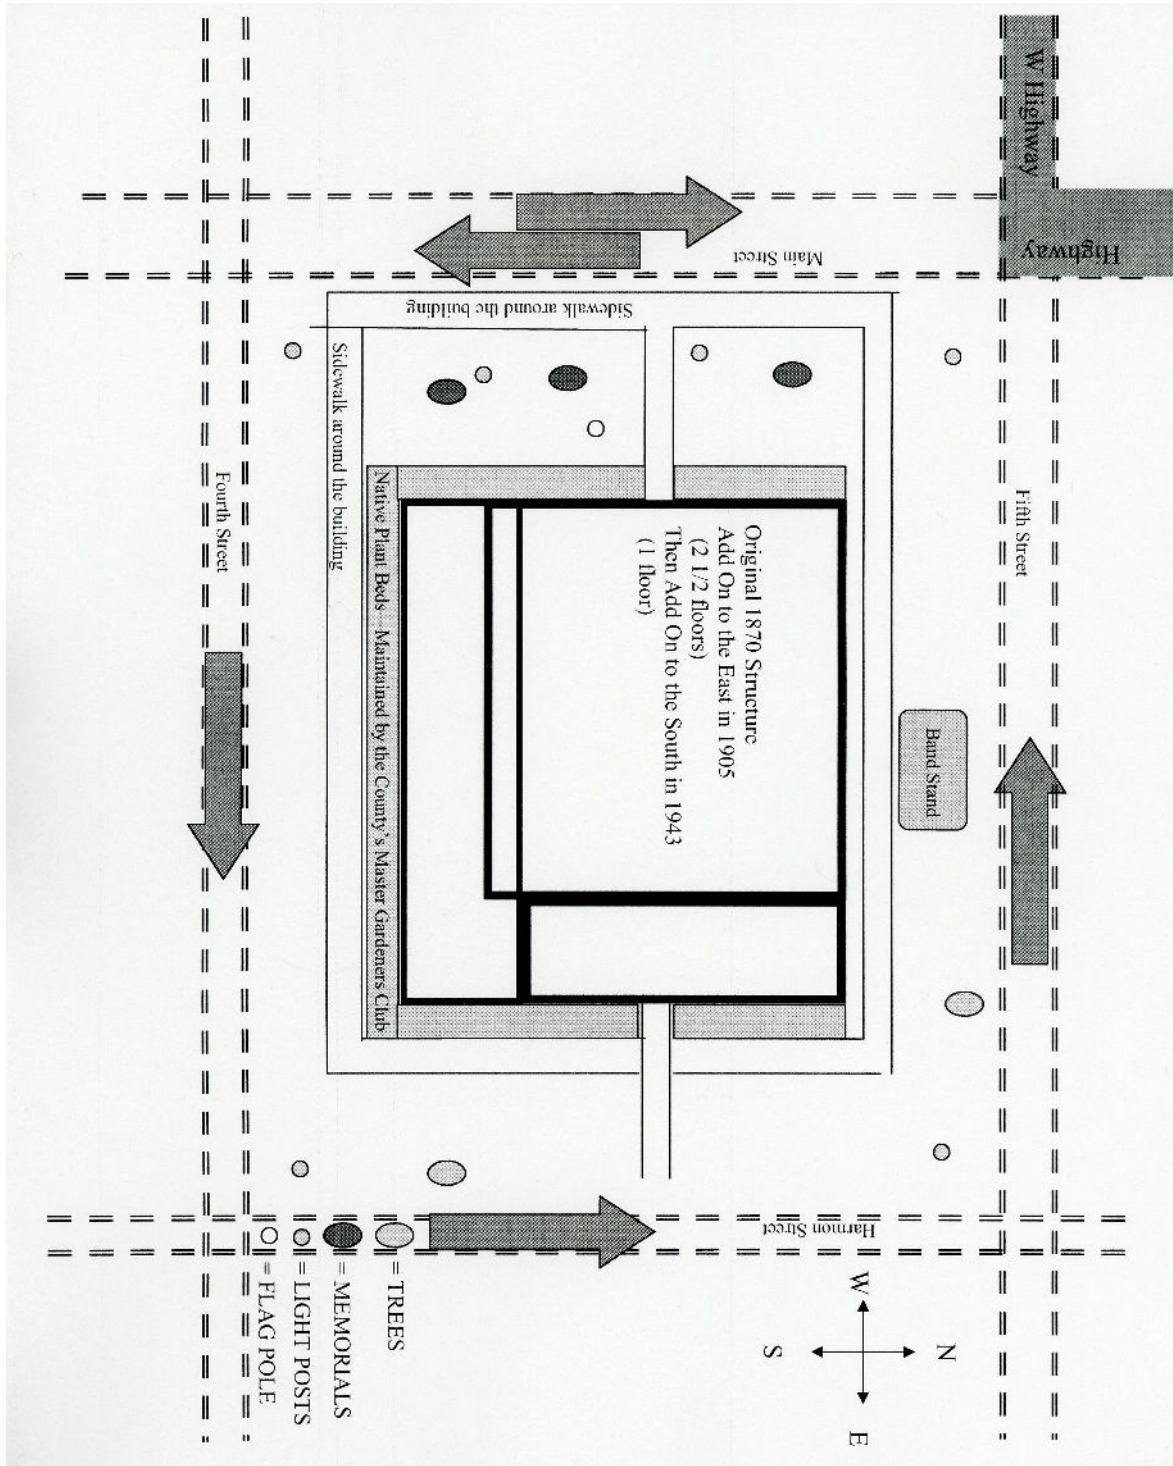 W Highway
Highway
Main Street
Sidewalk around the building
Sidewalk around the
building
Fourth Street
Fifth Street
Native Plant Beds—Maintained by the County's Master Gardeners Club
Original 1870 Structure
Add On to the East in 1905
(2 1/2 floors)
Then Add On to the South in 1943
(1 floor)
Band Stand
Harmon Street
= TREES
= MEMORIALS
= LIGHT POSTS
= FLAG POLE
W
N
S
E